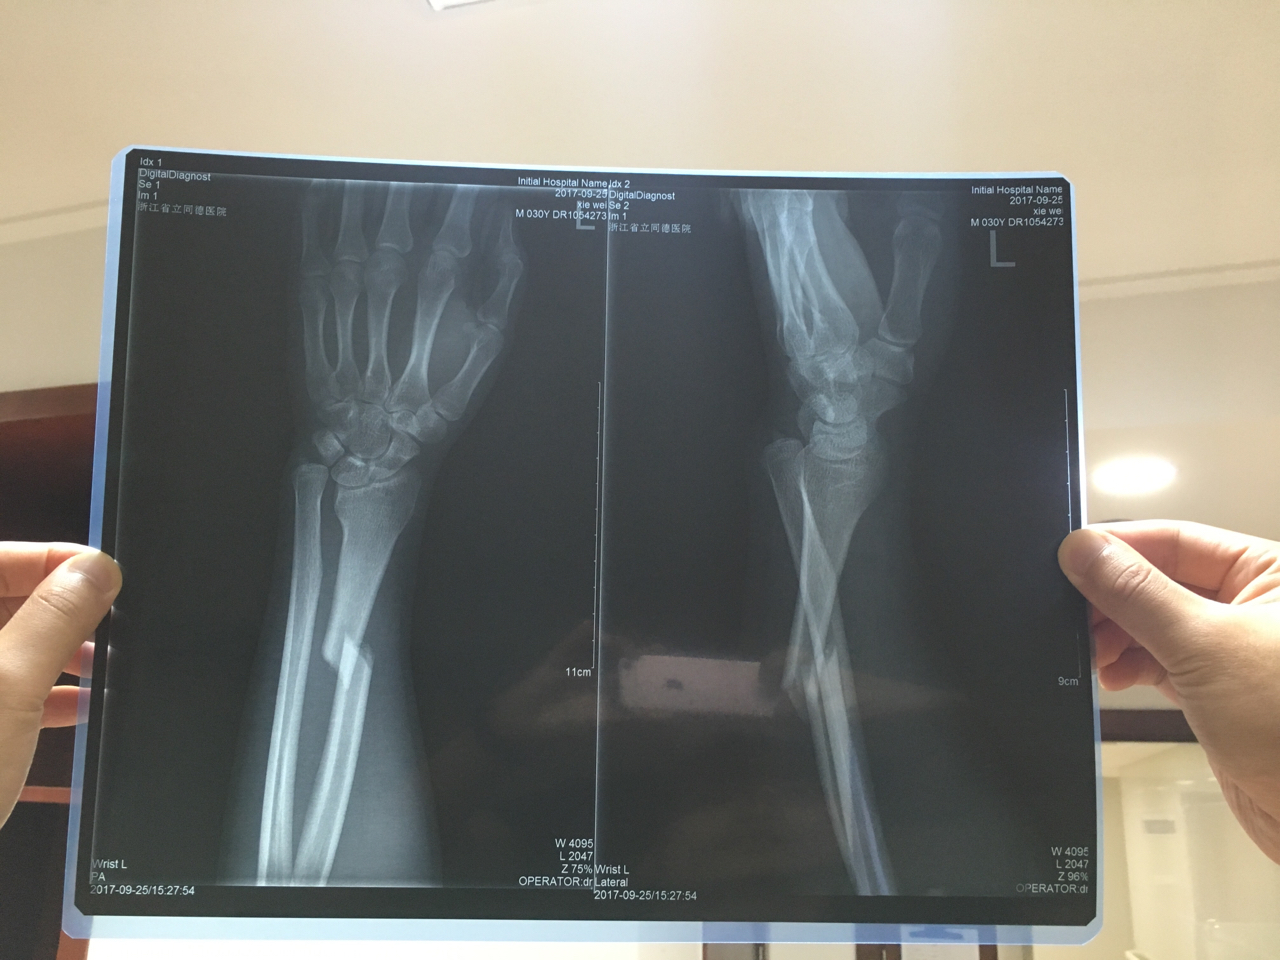 Idx 1
DigitalDiagnost
Se 1
Im 1
浙江省立同德医院
Initial Hospital Name
2017-09-25
xie wei
M 030Y DR1054273
L
Wrist L
PA
2017-09-25/15:27:54
11cm
W 4095
L 2047
Z 75%
OPERATOR:dr
Idx 2
DigitalDiagnost
Se 2
Im 1
浙江省立同德医院
Initial Hospital Name
2017-09-25
xie wei
M 030Y DR1054273
L
9cm
Wrist L
Lateral
2017-09-25/15:27:54
W 4095
L 2047
Z 96%
OPERATOR:dr